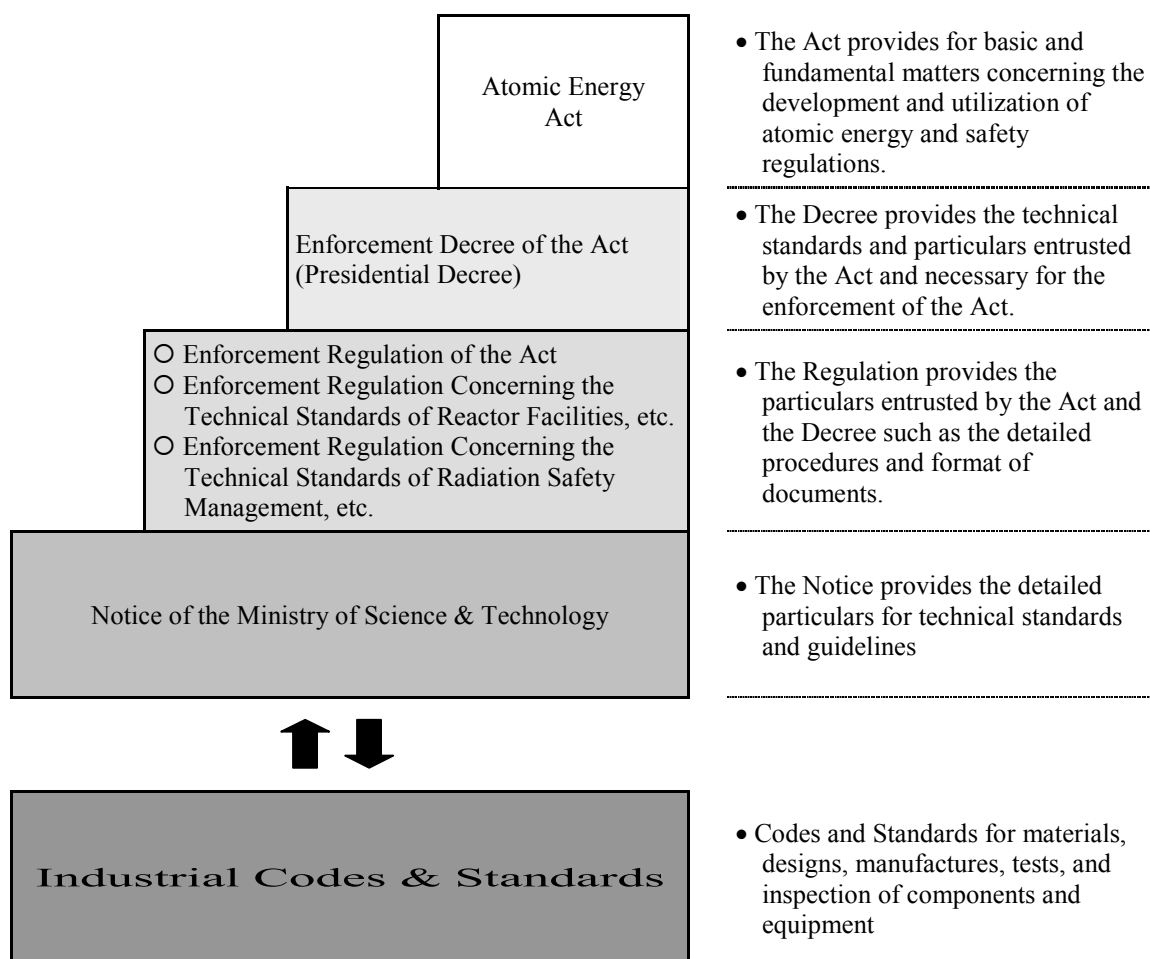 Atomic Energy
Act
• The Act provides for basic and
fundamental matters concerning the
development and utilization of
atomic energy and safety
regulations.
Enforcement Decree of the Act
(Presidential Decree)
• The Decree provides the technical
standards and particulars entrusted
by the Act and necessary for the
enforcement of the Act.
○ Enforcement Regulation of the Act
○ Enforcement Regulation Concerning the
Technical Standards of Reactor Facilities, etc.
○ Enforcement Regulation Concerning the
Technical Standards of Radiation Safety
Management, etc.
• The Regulation provides the
particulars entrusted by the Act and
the Decree such as the detailed
procedures and format of
documents.
Notice of the Ministry of Science & Technology
• The Notice provides the detailed
particulars for technical standards
and guidelines
Industrial Codes & Standards
• Codes and Standards for materials,
designs, manufactures, tests, and
inspection of components and
equipment